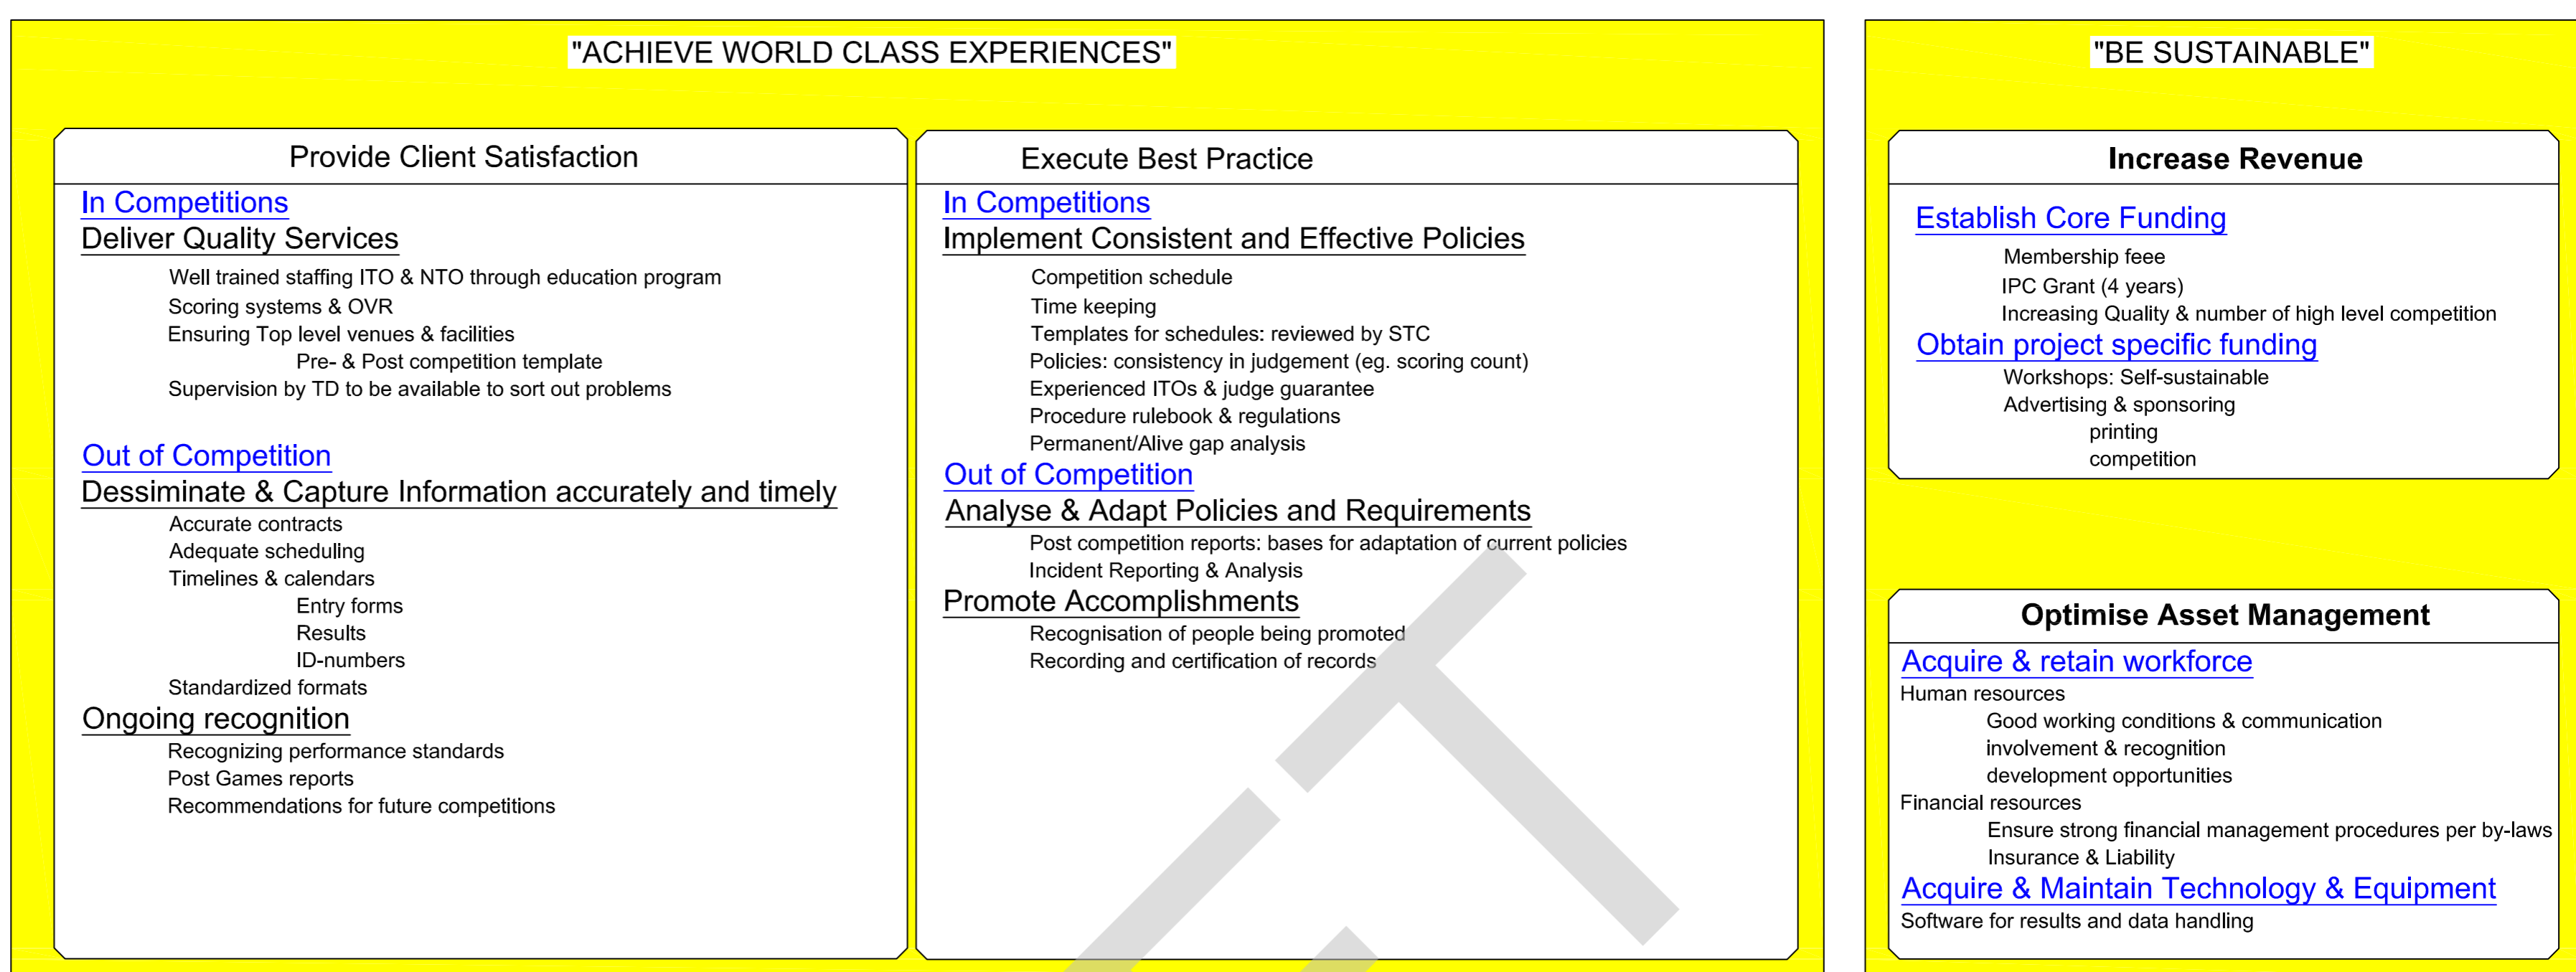 "ACHIEVE WORLD CLASS EXPERIENCES"
Provide Client Satisfaction
In Competitions
Deliver Quality Services
Well trained staffing ITO & NTO through education program
Scoring systems & OVR
Ensuring Top level venues & facilities
Pre- & Post competition template
Supervision by TD to be available to sort out problems
Out of Competition
Dessiminate & Capture Information accurately and timely
Accurate contracts
Adequate scheduling
Timelines & calendars
Entry forms
Results
ID-numbers
Standardized formats
Ongoing recognition
Recognizing performance standards
Post Games reports
Recommendations for future competitions
Execute Best Practice
In Competitions
Implement Consistent and Effective Policies
Competition schedule
Time keeping
Templates for schedules: reviewed by STC
Policies: consistency in judgement (eg. scoring count)
Experienced ITOs & judge guarantee
Procedure rulebook & regulations
Permanent/Alive gap analysis
Out of Competition
Analyse & Adapt Policies and Requirements
Post competition reports: bases for adaptation of current policies
Incident Reporting & Analysis
Promote Accomplishments
Recognisation of people being promoted
Recording and certification of records
"BE SUSTAINABLE"
Increase Revenue
Establish Core Funding
Membership feee
IPC Grant (4 years)
Increasing Quality & number of high level competition
Obtain project specific funding
Workshops: Self-sustainable
Advertising & sponsoring
printing
competition
Optimise Asset Management
Acquire & retain workforce
Human resources
Good working conditions & communication
involvement & recognition
development opportunities
Financial resources
Ensure strong financial management procedures per by-laws
Insurance & Liability
Acquire & Maintain Technology & Equipment
Software for results and data handling